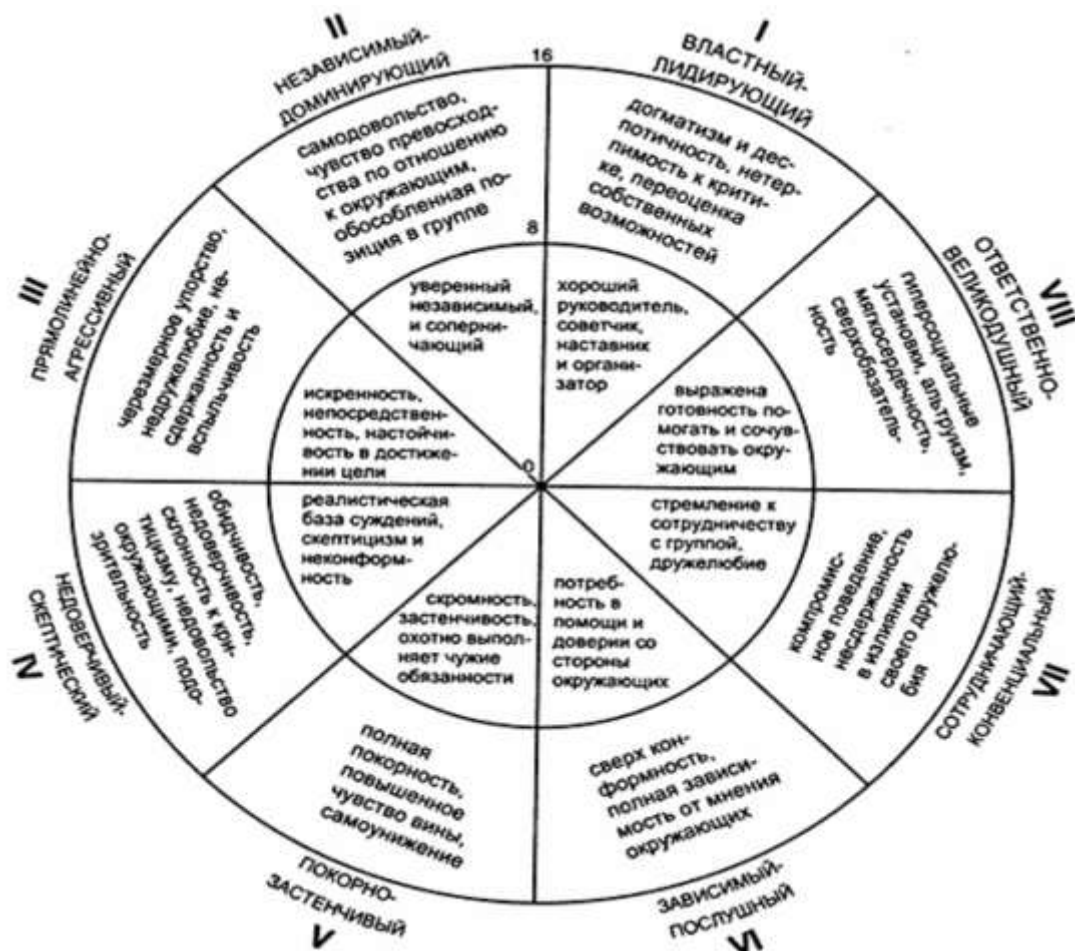 I
ВЛАСТНЫЙ-
ЛИДИРУЮЩИЙ
догматизм и дес-
потичность, нетер-
пимость к крити-
ке, переоценка
собственных
возможностей
хороший
руководитель,
советчик,
наставник
и органи-
затор
II
НЕЗАВИСИМЫЙ-
ДОМИНИРУЮЩИЙ
самодовольство,
чувство превосход-
ства по отношению
к окружающим,
обособленная по-
зиция в группе
уверенный
независимый,
и соперни-
чающий
III
ПРЯМОЛИНЕЙНО-
АГРЕССИВНЫЙ
черезмерное упорство,
недружелюбие, не-
сдержанность и
вспыльчивость
искренность,
непосредствен-
ность, настойчи-
вость в достиже-
нии цели
IV
НЕДОВЕРЧИВЫЙ-
СКЕПТИЧЕСКИЙ
обидчивость,
недоверчивость,
склонность к кри-
тицизму, недовольство
окружающими, подо-
зрительность
реалистическая
база суждений,
скептицизм и
неконформ-
ность
V
ПОКОРНО-
ЗАСТЕНЧИВЫЙ
полная
покорность,
повышенное
чувство вины,
самоунижение
скромность,
застенчивость,
охотно выпол-
няет чужие
обязанности
VI
ЗАВИСИМЫЙ-
ПОСЛУШНЫЙ
сверх кон-
формность,
полная зависи-
мость от мнения
окружающих
потреб-
ность в
помощи и
доверии со
стороны
окружающих
VII
СОТРУДНИЧАЮЩИЙ-
КОНВЕНЦИАЛЬНЫЙ
компромис-
ное поведение,
несдержанность
в излиянии
своего дружелю-
бия
стремление к
сотрудничеству
с группой,
дружелюбие
VIII
ОТВЕТСТВЕННО-
ВЕЛИКОДУШНЫЙ
гиперсоциальные
установки, альтруизм,
мягкосердечность,
сверхобязатель-
ность
выражена
готовность по-
могать и сочув-
ствовать окру-
жающим
16
8
0